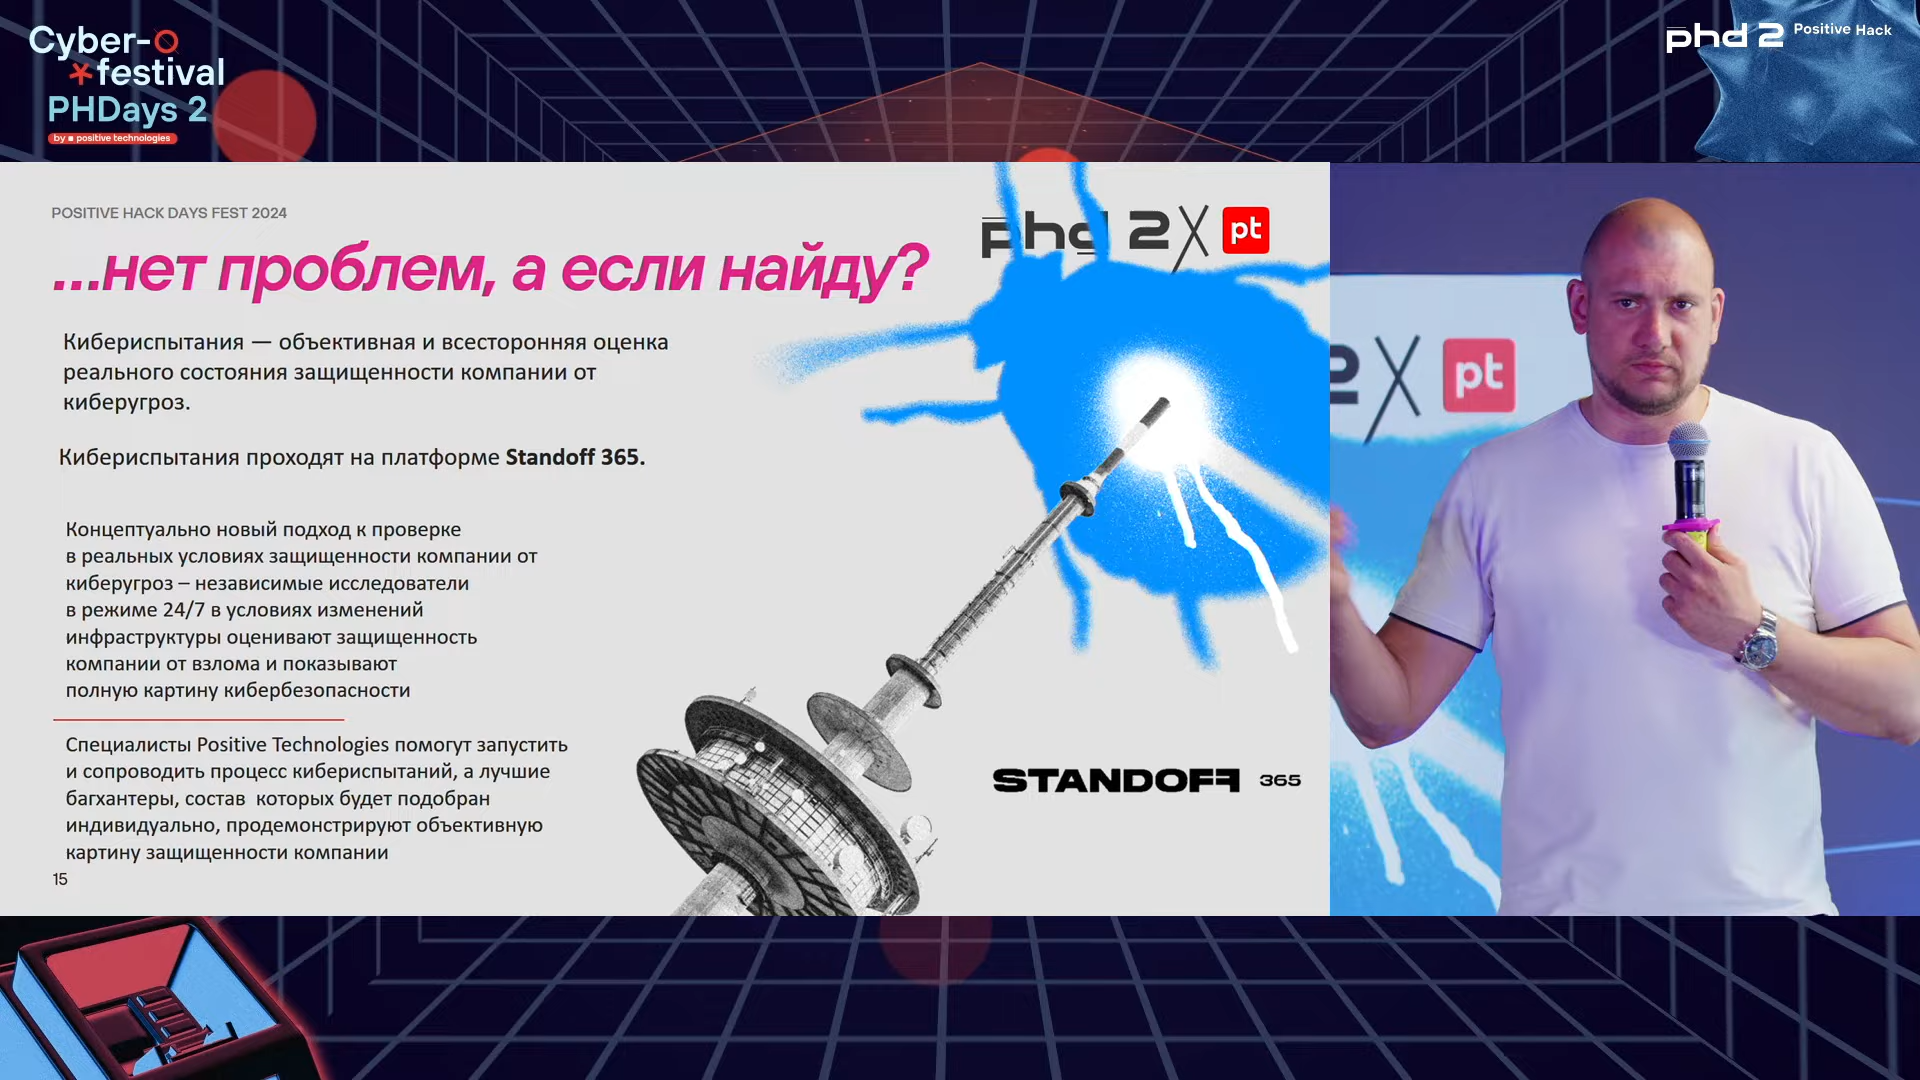 Cyber-
festival
PHDays 2
by positive technologies
phd 2 Positive Hack
POSITIVE HACK DAYS FEST 2024
...нет проблем, а если найду?
phd 2 X pt
Кибериспытания — объективная и всесторонняя оценка
реального состояния защищенности компании от
киберугроз.
Кибериспытания проходят на платформе Standoff 365.
Концептуально новый подход к проверке
в реальных условиях защищенности компании от
киберугроз – независимые исследователи
в режиме 24/7 в условиях изменений
инфраструктуры оценивают защищенность
компании от взлома и показывают
полную картину кибербезопасности
Специалисты Positive Technologies помогут запустить
и сопроводить процесс кибериспытаний, а лучшие
багхантеры, состав  которых будет подобран
индивидуально, продемонстрируют объективную
картину защищенности компании
15
STANDOFF 365
2 X pt